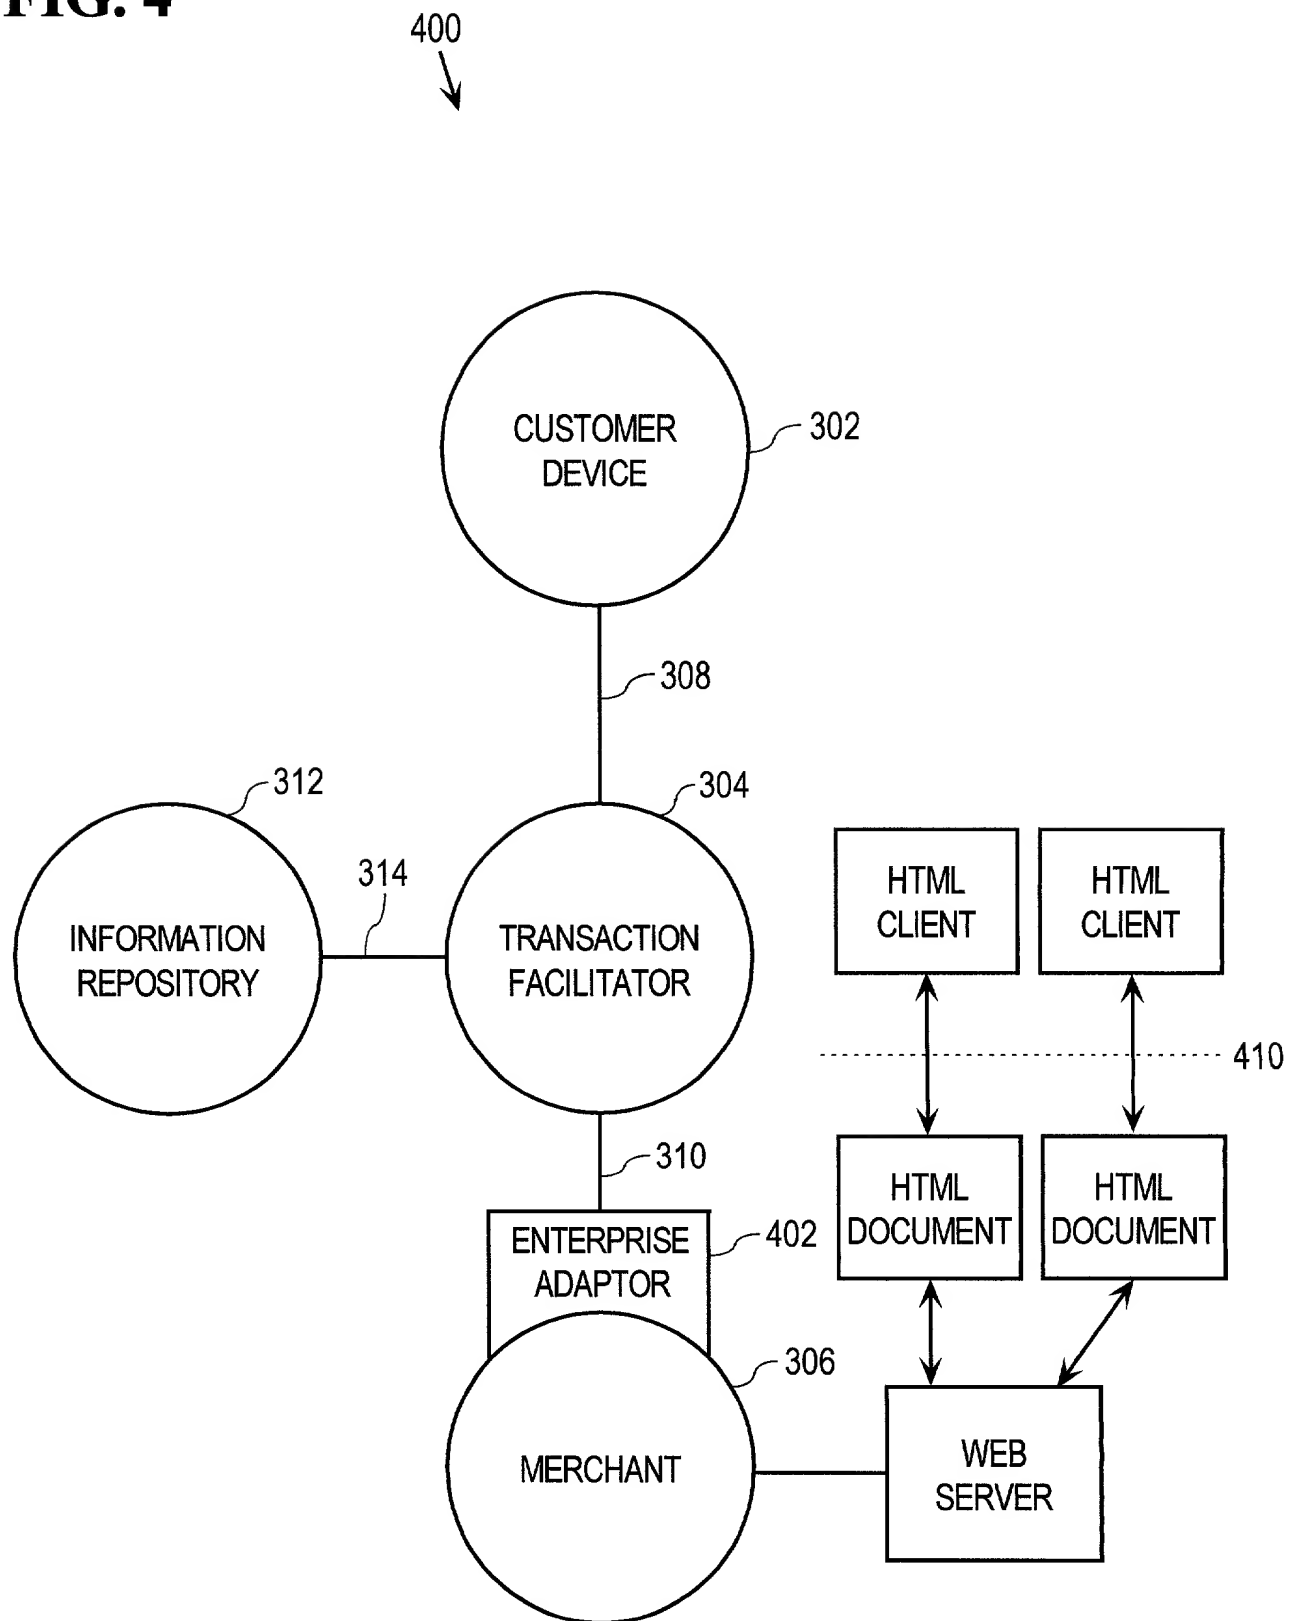 FIG. 4
400
CUSTOMER
DEVICE
302
308
312
304
314
INFORMATION
REPOSITORY
TRANSACTION
FACILITATOR
HTML
CLIENT
HTML
CLIENT
410
310
HTML
DOCUMENT
HTML
DOCUMENT
ENTERPRISE
ADAPTOR
402
306
MERCHANT
WEB
SERVER